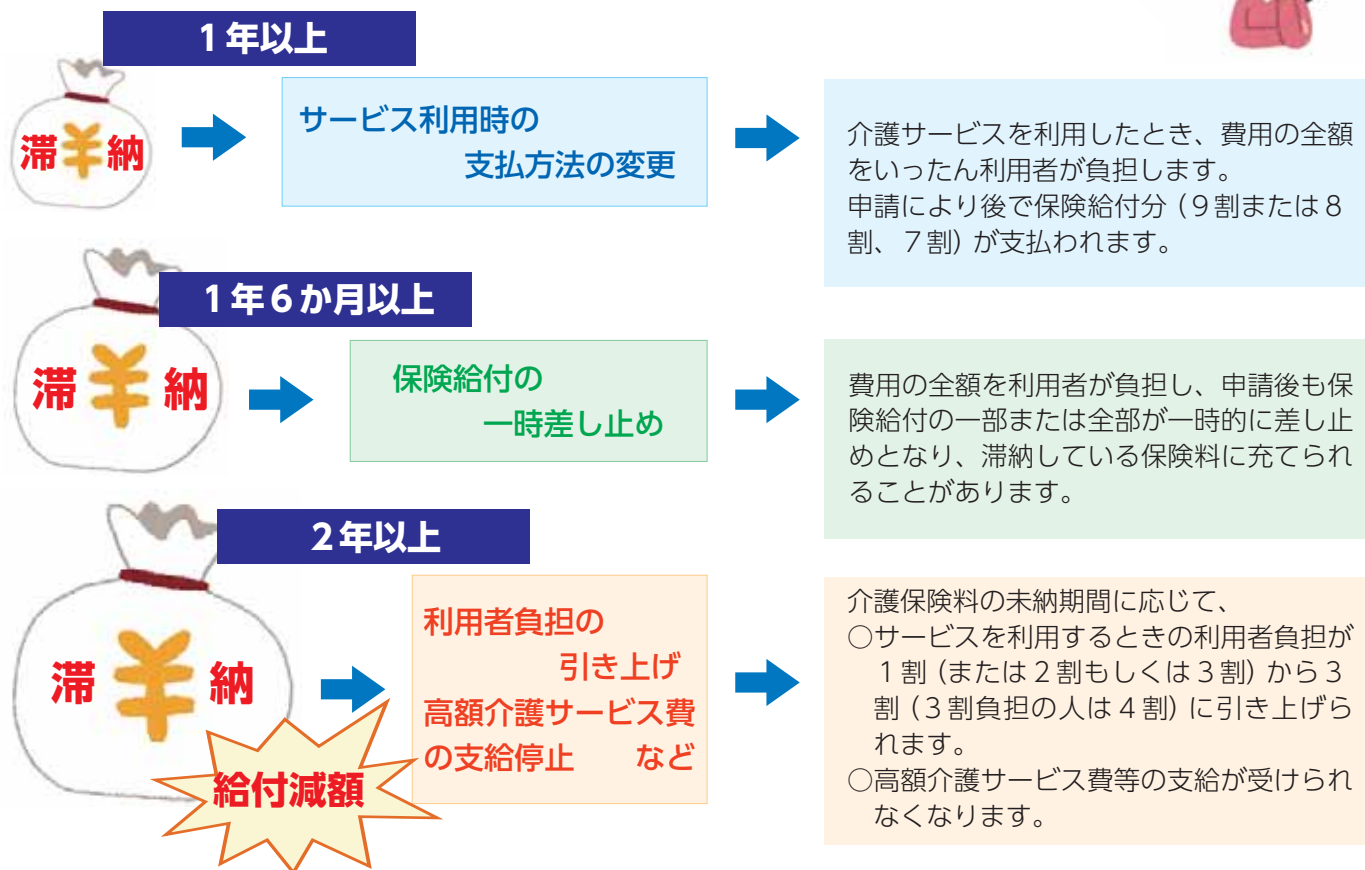 1年以上
滞¥納
サービス利用時の
支払方法の変更
介護サービスを利用したとき、費用の全額
をいったん利用者が負担します。
申請により後で保険給付分（9割または8
割、7割）が支払われます。
1年6か月以上
滞¥納
保険給付の
一時差し止め
費用の全額を利用者が負担し、申請後も保
険給付の一部または全部が一時的に差し止
めとなり、滞納している保険料に充てられ
ることがあります。
2年以上
滞¥納
給付減額
利用者負担の
引き上げ
高額介護サービス費
の支給停止　など
介護保険料の未納期間に応じて、
○サービスを利用するときの利用者負担が
1割（または2割もしくは3割）から3
割（3割負担の人は4割）に引き上げら
れます。
○高額介護サービス費等の支給が受けられ
なくなります。